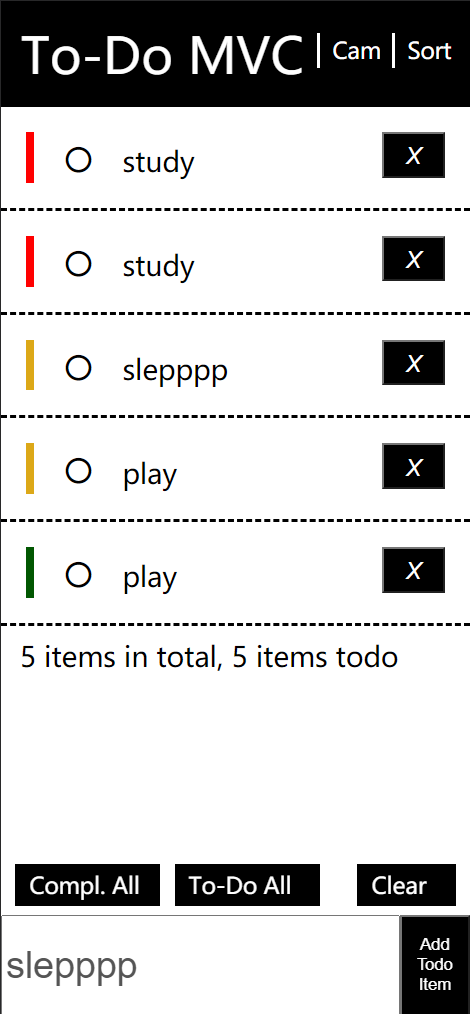 To-Do MVC | Cam | Sort
study X
study X
slepppp X
play X
play X
5 items in total, 5 items todo
Compl. All To-Do All Clear
slepppp
Add
Todo
Item